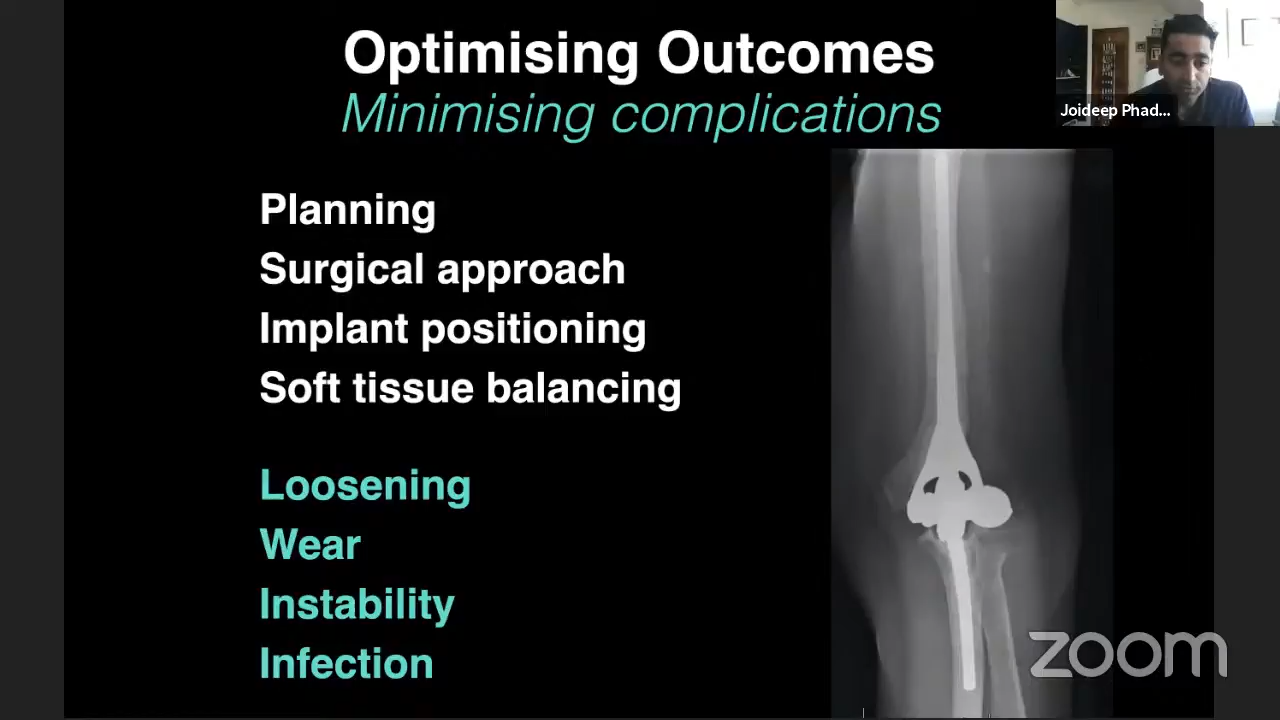 Optimising Outcomes
Minimising complications
Joideep Phad...
Planning
Surgical approach
Implant positioning
Soft tissue balancing
Loosening
Wear
Instability
Infection
zoom